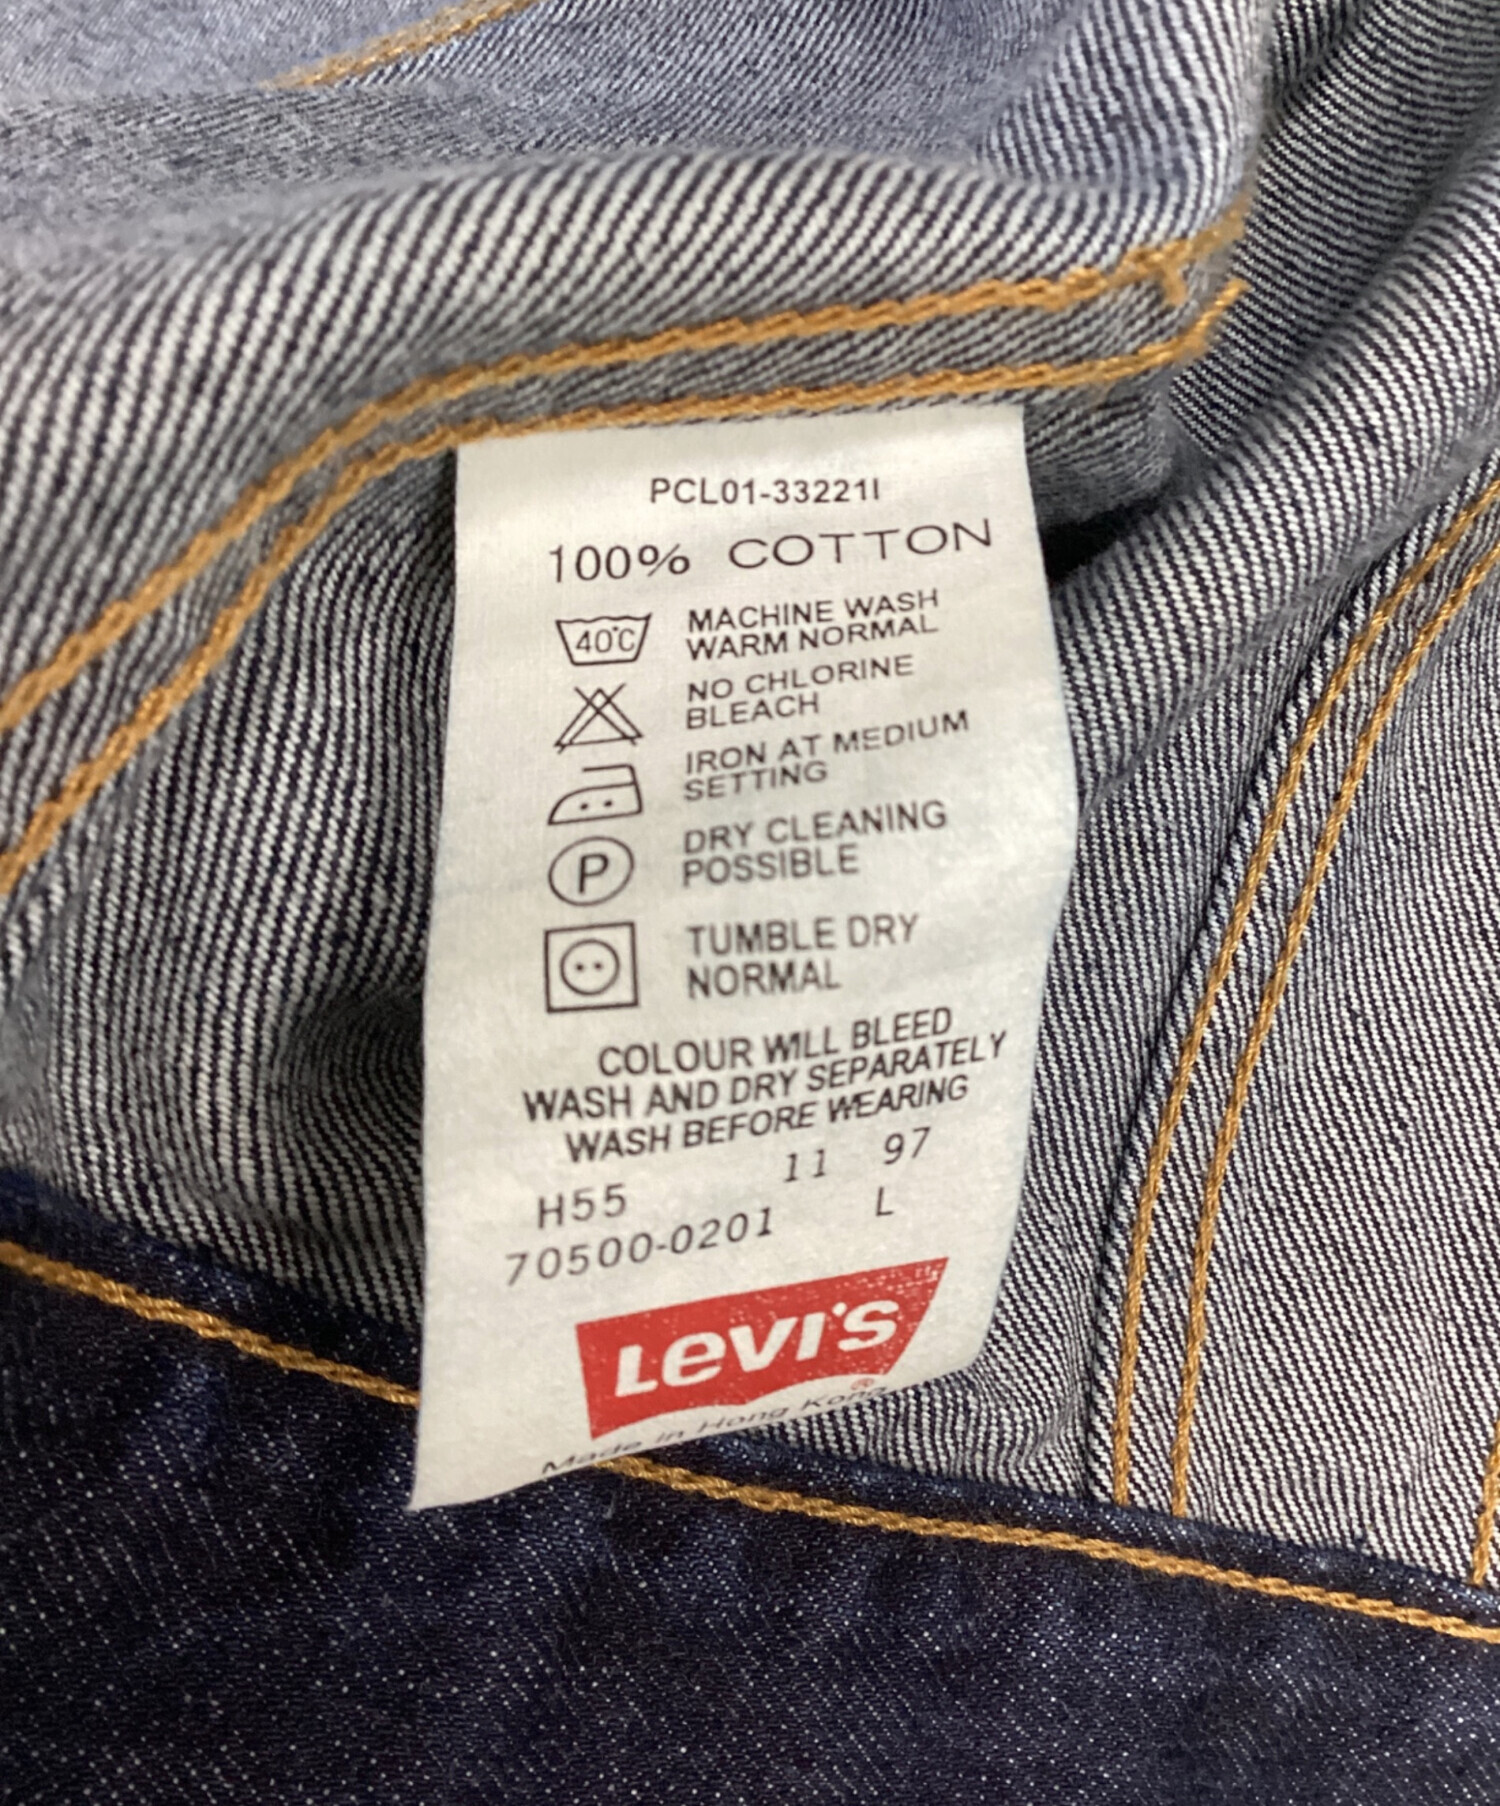 PCL01-33221I
100% COTTON
40°C
MACHINE WASH
WARM NORMAL
NO CHLORINE
BLEACH
IRON AT MEDIUM
SETTING
P
DRY CLEANING
POSSIBLE
TUMBLE DRY
NORMAL
COLOUR WILL BLEED
WASH AND DRY SEPARATELY
WASH BEFORE WEARING
H55 11 97
70500-0201 L
LEVI'S ®
Made in Hong Kong